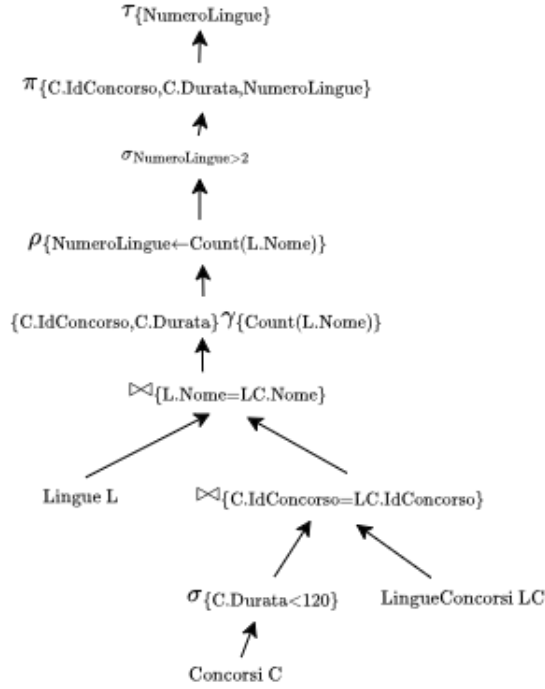 τ{NumeroLingue}
π{C.IdConcorso,C.Durata,NumeroLingue}
σNumeroLingue>2
ρ{NumeroLingue←Count(L.Nome)}
{C.IdConcorso,C.Durata}γ{Count(L.Nome)}
⋈{L.Nome=LC.Nome}
Lingue L
⋈{C.IdConcorso=LC.IdConcorso}
σ{C.Durata<120}
LingueConcorsi LC
Concorsi C